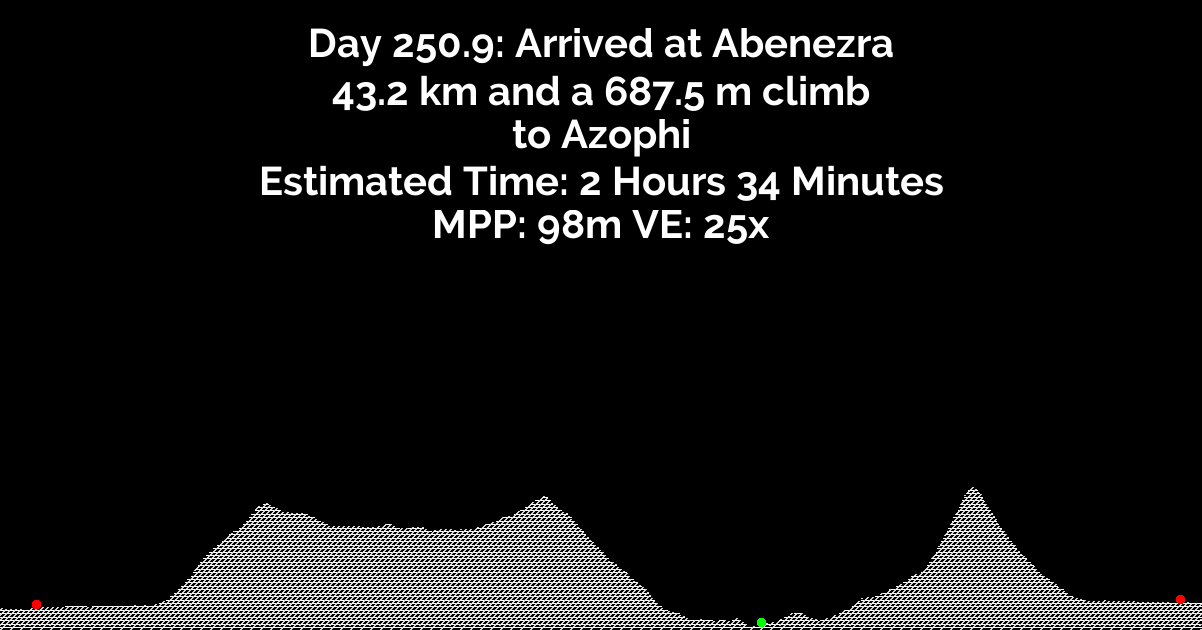 Day 250.9: Arrived at Abenezra
43.2 km and a 687.5 m climb
to Azophi
Estimated Time: 2 Hours 34 Minutes
MPP: 98m VE: 25x